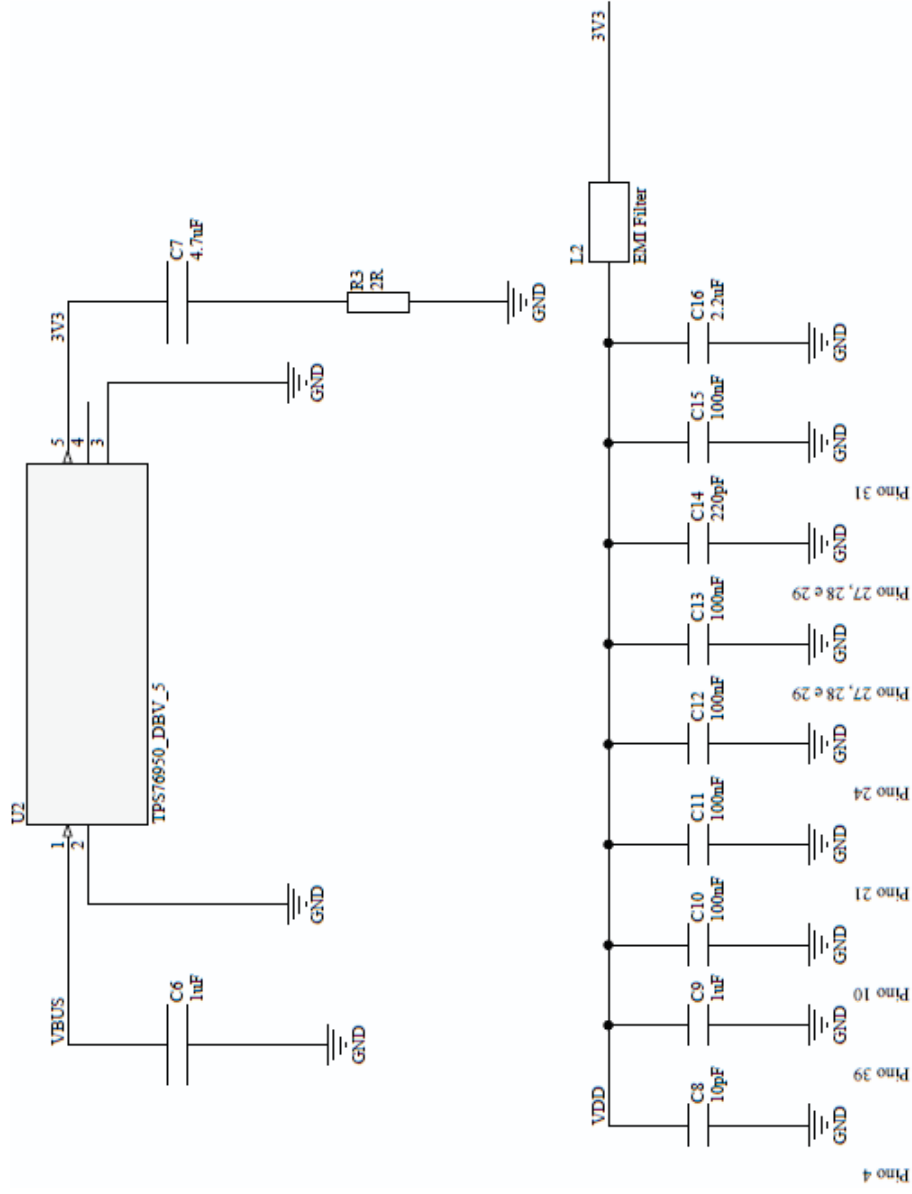 U2
VBUS
1
2
5
4
3
3V3
TPS76950_DBV_5
C6
1uF
C7
4.7uF
GND
GND
R3
2R
GND
GND
VDD
L2
EMI Filter
3V3
C8
10pF
C9
1uF
C10
100nF
C11
100nF
C12
100nF
C13
100nF
C14
220pF
C15
100nF
C16
2.2uF
GND
GND
GND
GND
GND
GND
GND
GND
GND
Pino 4
Pino 39
Pino 10
Pino 21
Pino 24
Pino 27, 28 e 29
Pino 27, 28 e 29
Pino 31